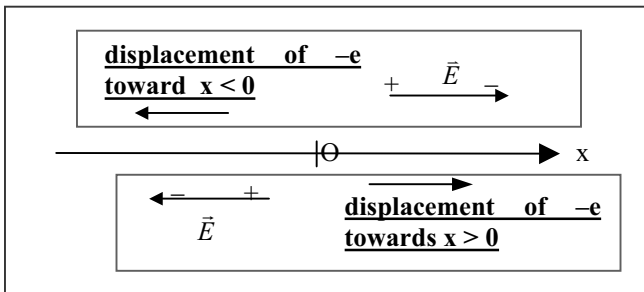 displacement of –e
toward x < 0
+ E⃗ –
O x
– +
E⃗
displacement of –e
towards x > 0